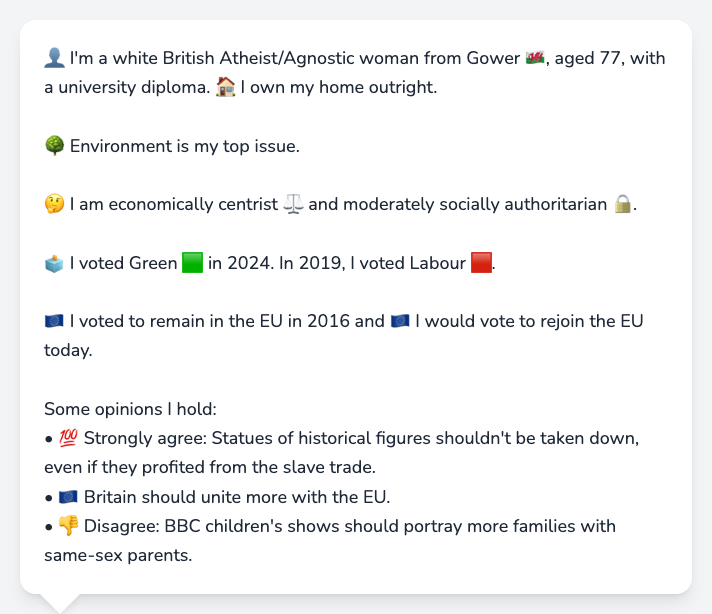 👤 I'm a white British Atheist/Agnostic woman from Gower 🏴󠁧󠁢󠁷󠁬󠁳󠁿, aged 77, with
a university diploma. 🏠 I own my home outright.
🌳 Environment is my top issue.
🤔 I am economically centrist ⚖️ and moderately socially authoritarian 🔒.
🗳️ I voted Green 🟩 in 2024. In 2019, I voted Labour 🟥.
🇪🇺 I voted to remain in the EU in 2016 and 🇪🇺 I would vote to rejoin the EU
today.
Some opinions I hold:
• 💯 Strongly agree: Statues of historical figures shouldn't be taken down,
even if they profited from the slave trade.
• 🇪🇺 Britain should unite more with the EU.
• 👎 Disagree: BBC children's shows should portray more families with
same-sex parents.